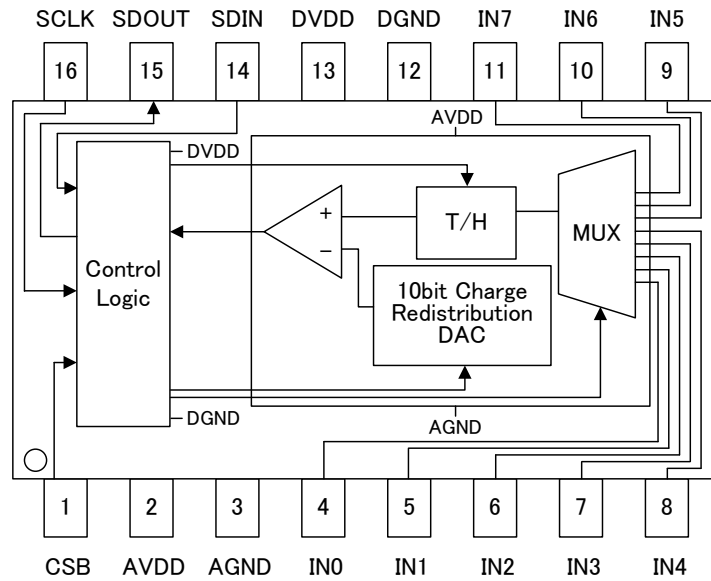 SCLK SDOUT SDIN DVDD DGND IN7 IN6 IN5
16 15 14 13 12 11 10 9
AVDD
DVDD
+
−
T/H
MUX
Control
Logic
10bit Charge
Redistribution
DAC
DGND
AGND
1 2 3 4 5 6 7 8
CSB AVDD AGND IN0 IN1 IN2 IN3 IN4